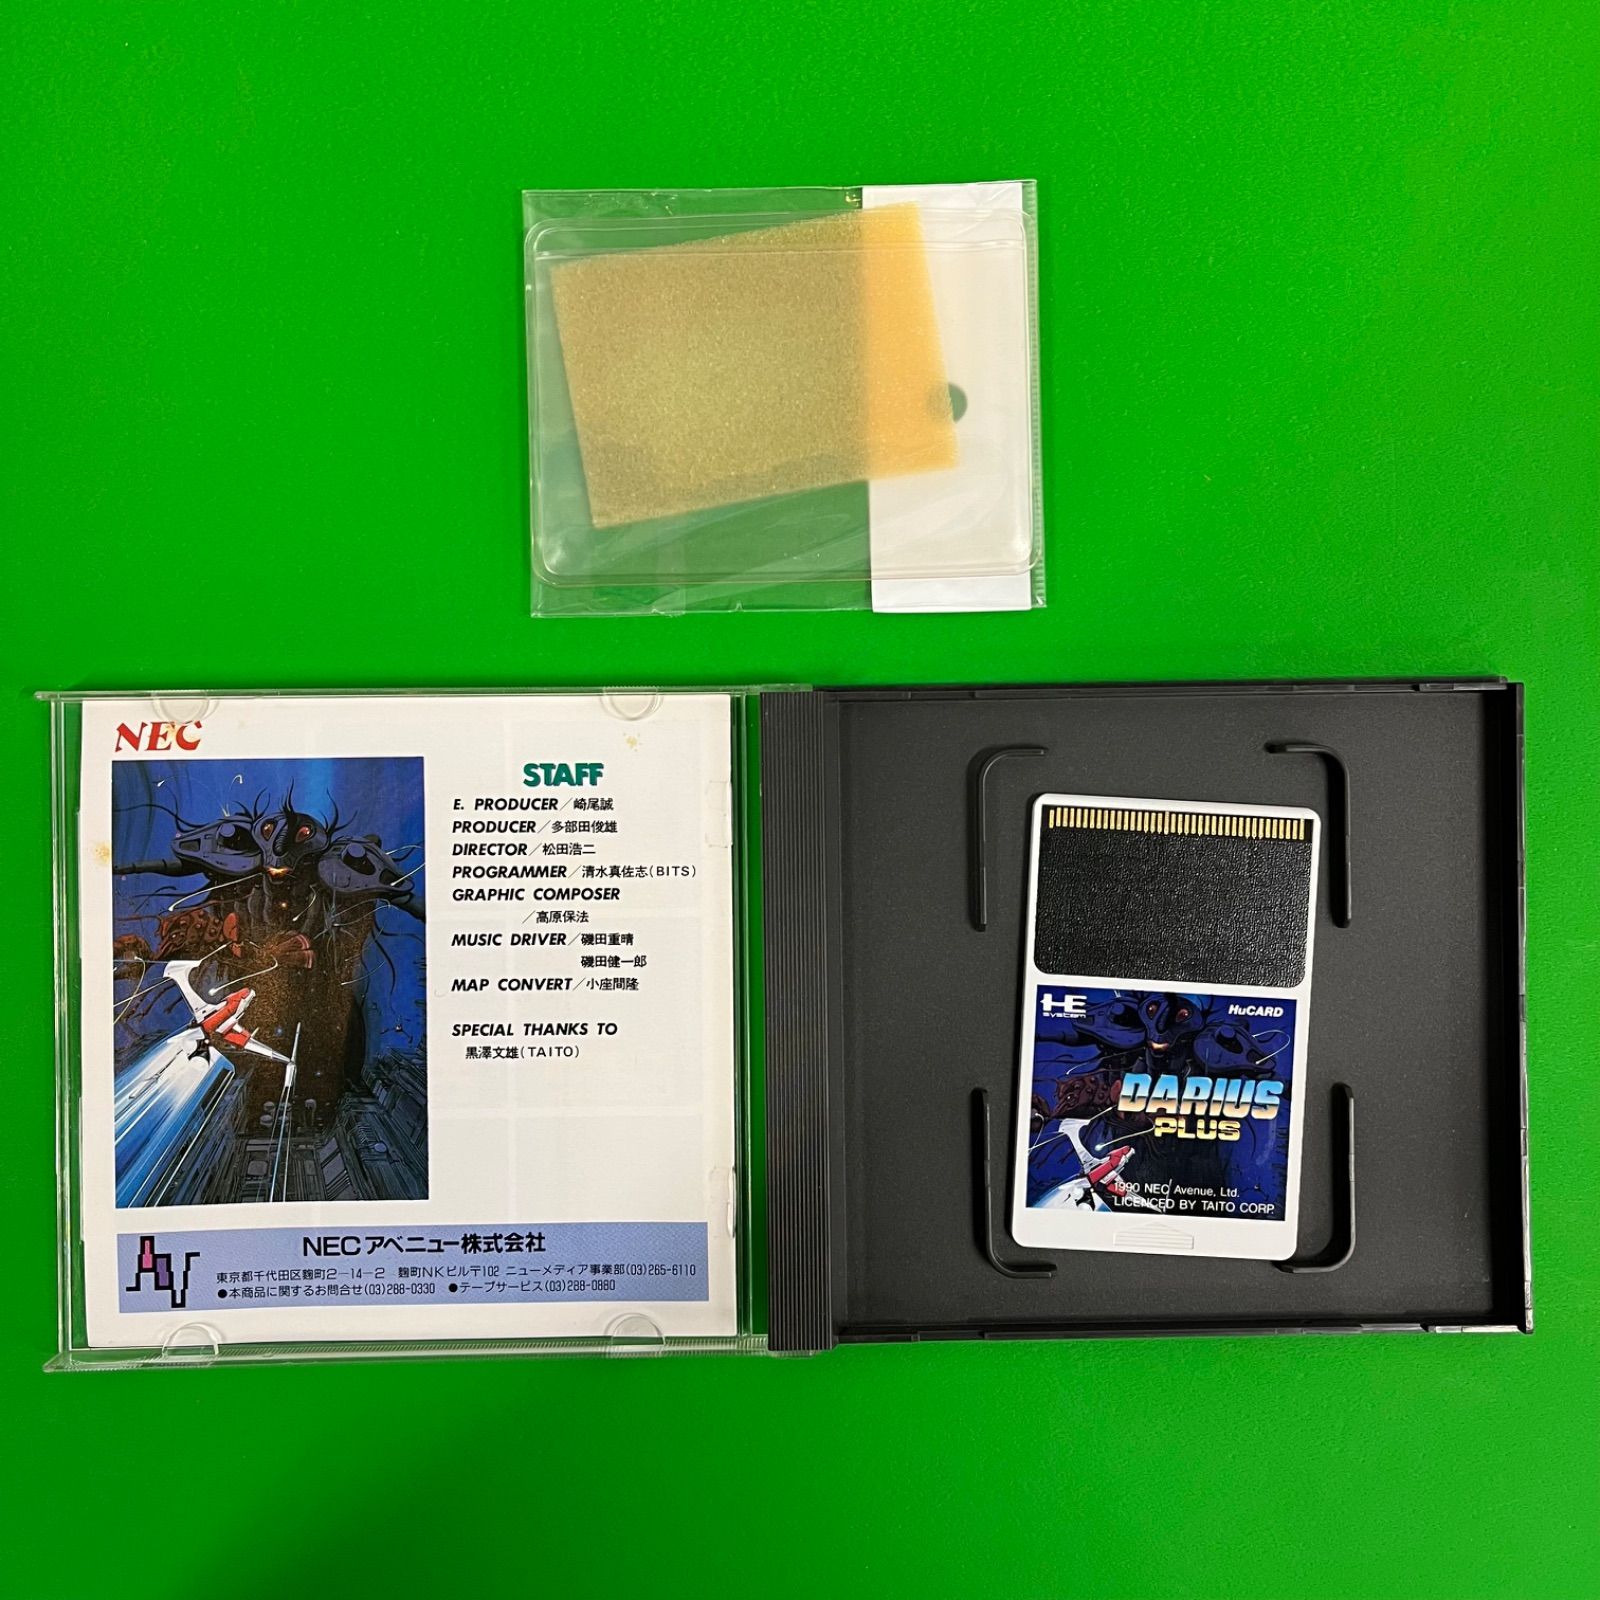 NEC
STAFF
E. PRODUCER／崎尾誠
PRODUCER／多部田俊雄
DIRECTOR／松田浩二
PROGRAMMER／清水真佐志(BITS)
GRAPHIC COMPOSER
／高原保法
MUSIC DRIVER／磯田重晴
磯田健一郎
MAP CONVERT／小座間隆
SPECIAL THANKS TO
黒澤文雄(TAITO)
NECアベニュー株式会社
東京都千代田区麹町2-14-2 麹町NKビル〒102 ニューメディア事業部(03)265-6110
●本商品に関するお問合せ(03)288-0330 ●テープサービス(03)288-0880
HE
system
HuCARD
DARIUS
PLUS
1990 NEC Avenue, Ltd.
LICENCED BY TAITO CORP.